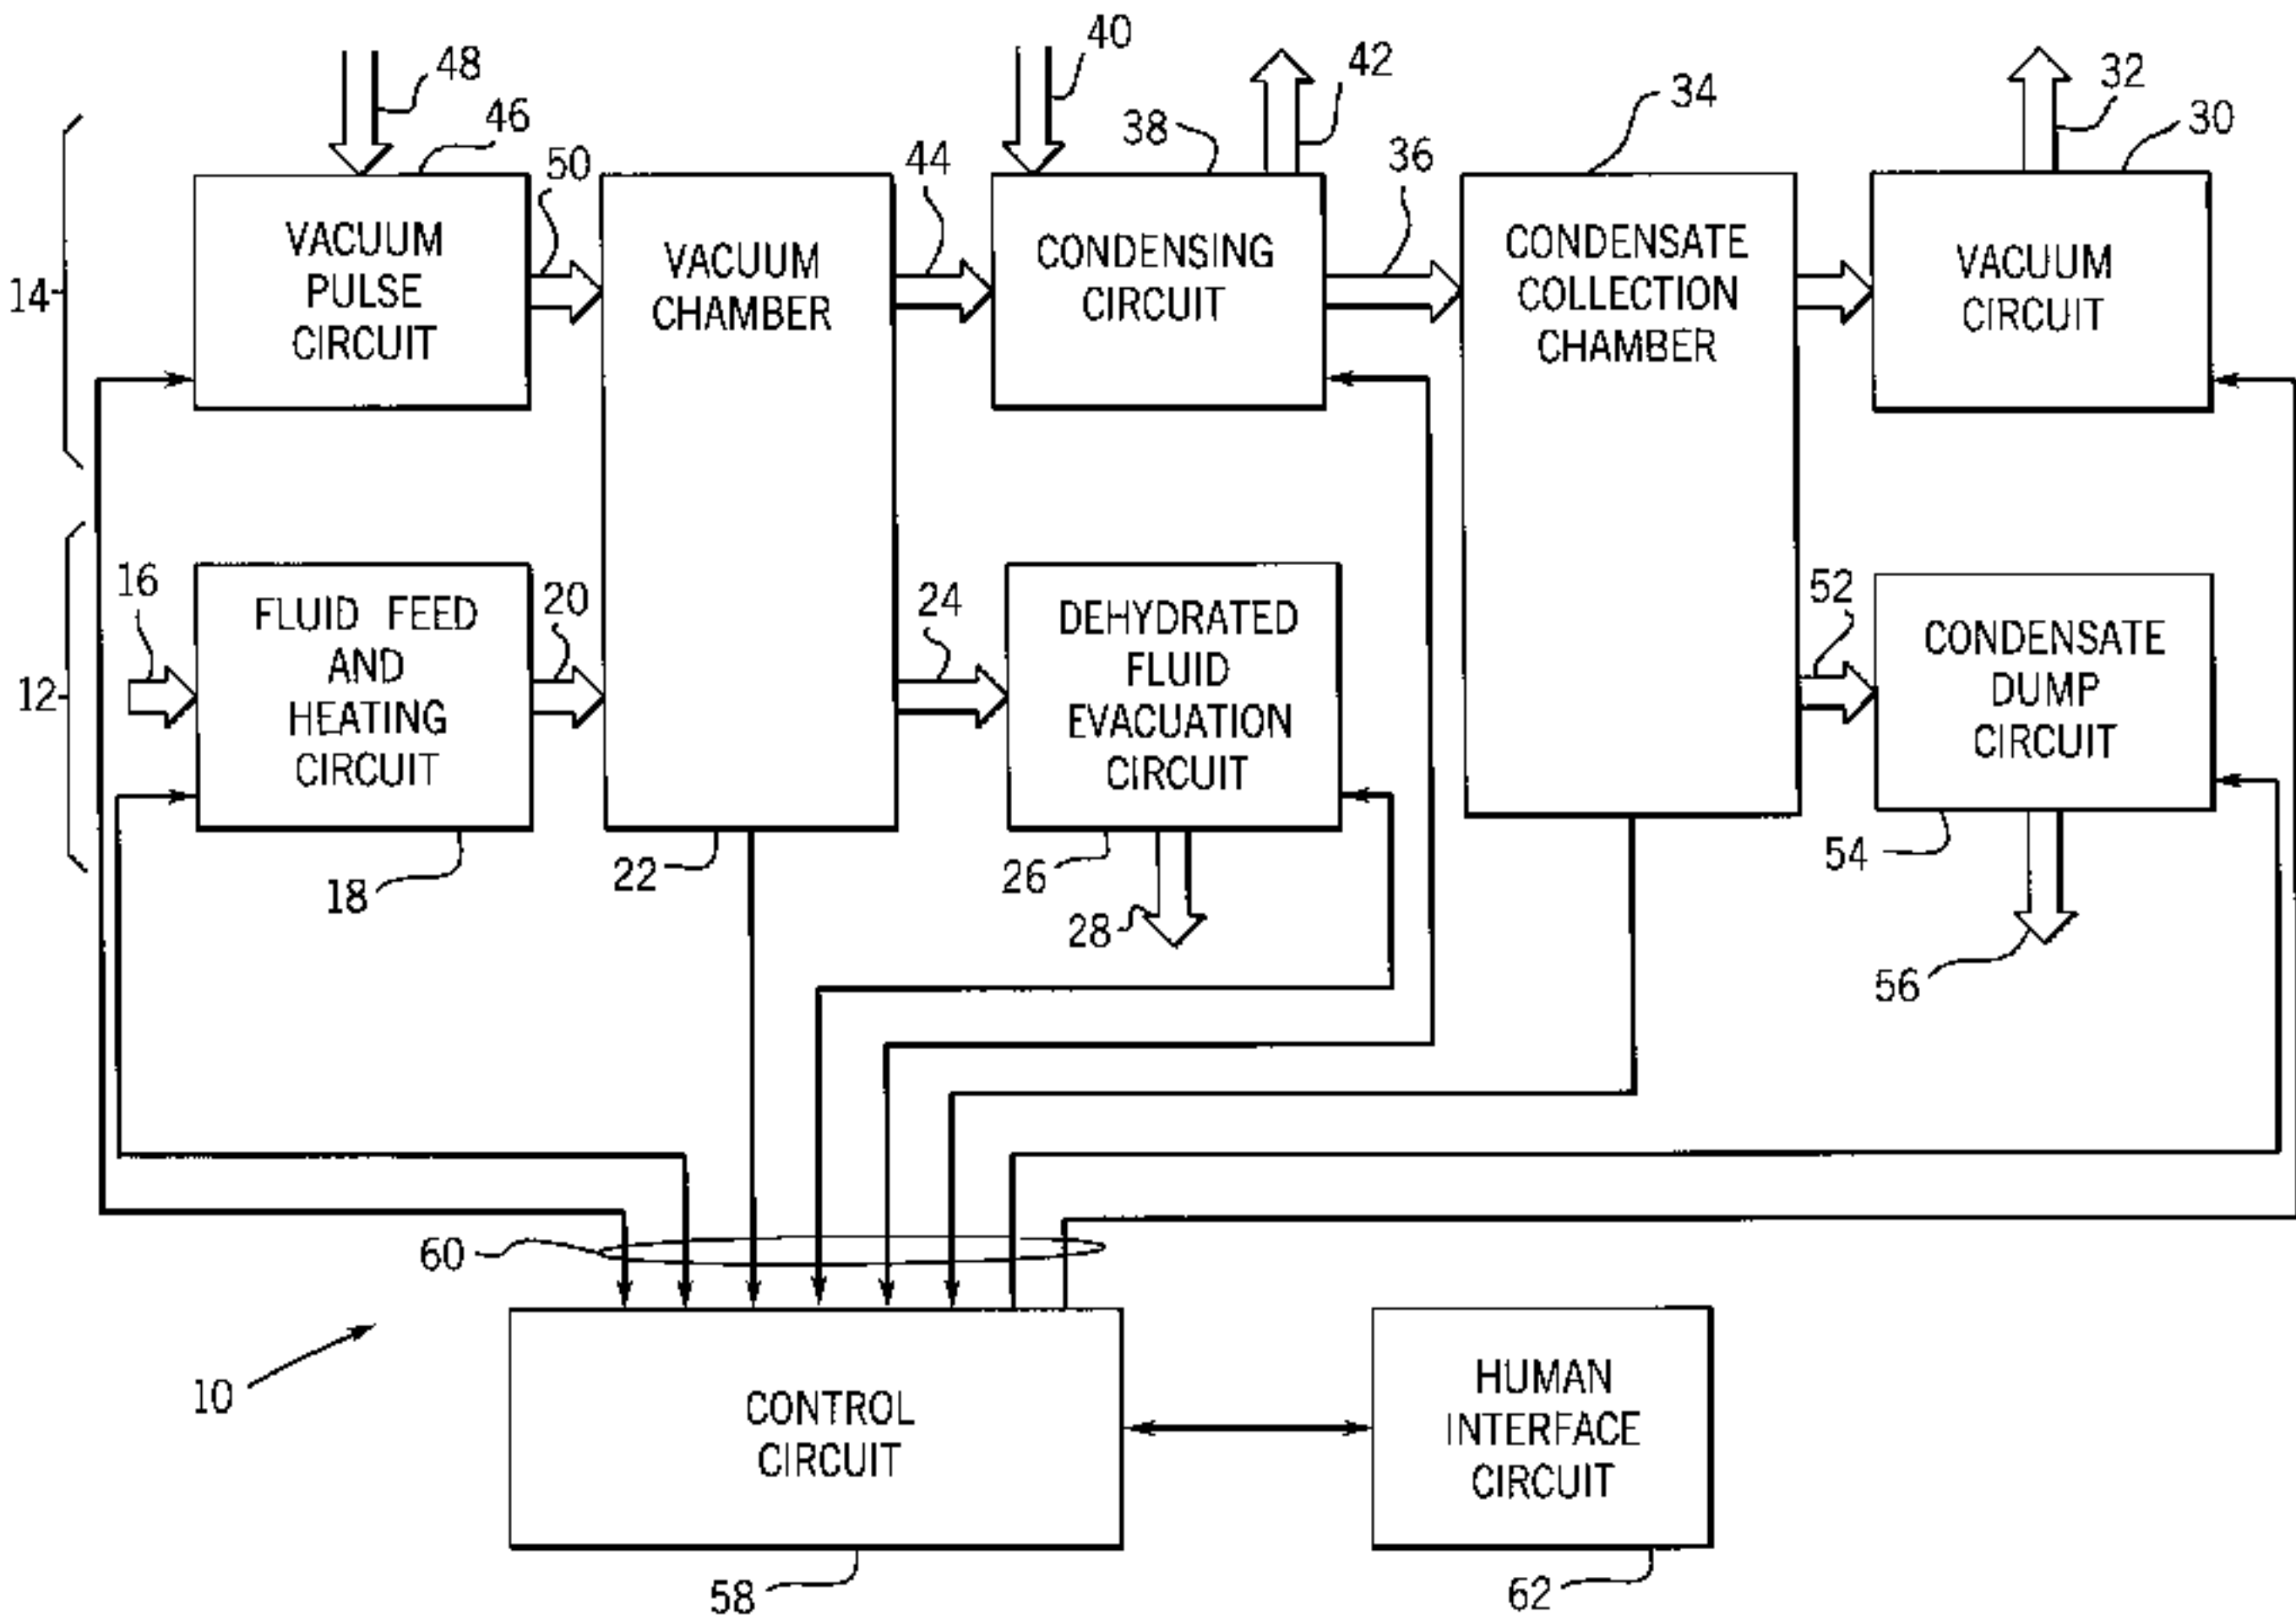 40
42
48
34
32
46
38
30
50
44
36
VACUUM
PULSE
CIRCUIT
VACUUM
CHAMBER
CONDENSING
CIRCUIT
CONDENSATE
COLLECTION
CHAMBER
VACUUM
CIRCUIT
14
16
20
24
52
FLUID FEED
AND
HEATING
CIRCUIT
DEHYDRATED
FLUID
EVACUATION
CIRCUIT
CONDENSATE
DUMP
CIRCUIT
12
18
22
26
28
54
56
60
10
CONTROL
CIRCUIT
HUMAN
INTERFACE
CIRCUIT
58
62